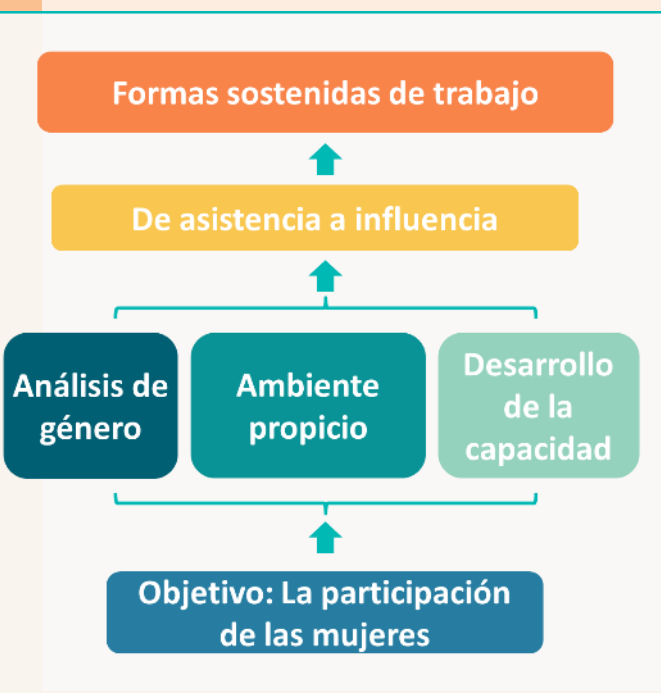 Formas sostenidas de trabajo
De asistencia a influencia
Análisis de
género
Ambiente
propicio
Desarrollo
de la
capacidad
Objetivo: La participación
de las mujeres